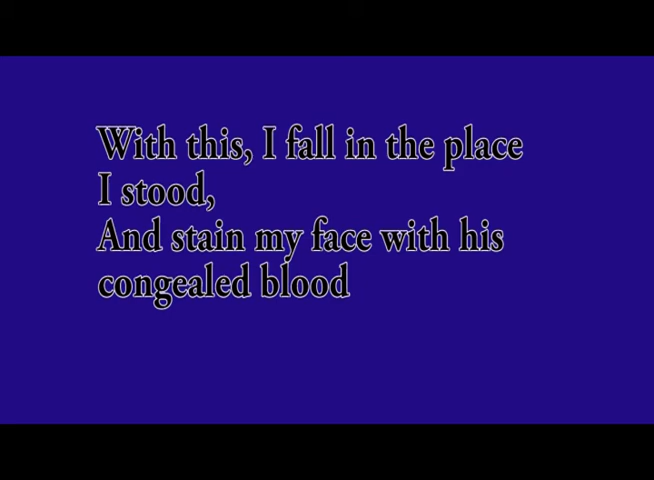 With this, I fall in the place
I stood,
And stain my face with his
congealed blood